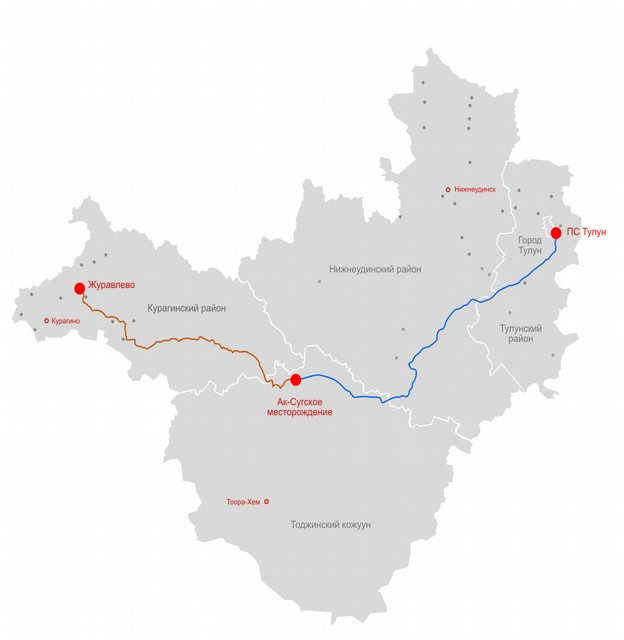 Нижнеудинск
ПС Тулун
Город
Тулун
Нижнеудинский район
Журавлево
Курагинский район
Курагино
Тулунский
район
Ак-Сугское
месторождение
Тоора-Хем
Тоджинский кожуун